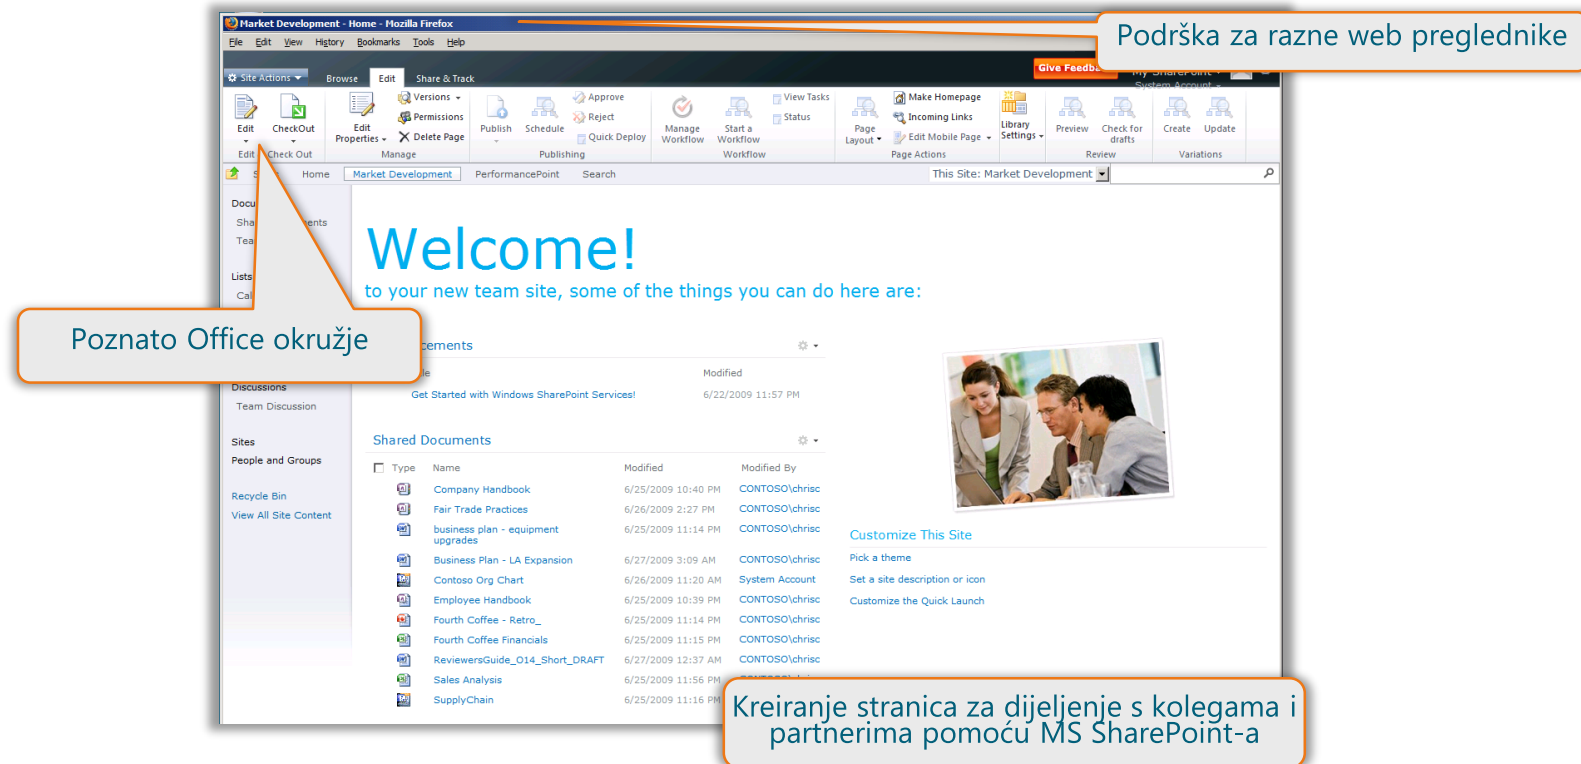 Market Development - Home - Mozilla Firefox
Podrška za razne web preglednike
File Edit View History Bookmarks Tools Help
Give Feedb
Site Actions Browse Edit Share & Track
My SharePoint
System Account
Edit
CheckOut
Edit Properties
Versions
Permissions
Delete Page
Publish
Schedule
Approve
Reject
Quick Deploy
Manage Workflow
Start a Workflow
View Tasks
Status
Page Layout
Make Homepage
Incoming Links
Edit Mobile Page
Library Settings
Preview
Check for drafts
Create
Update
Edit Check Out Manage Publishing Workflow Page Actions Review Variations
Home Market Development PerformancePoint Search This Site: Market Development
Lists
Welcome!
to your new team site, some of the things you can do here are:
Poznato Office okružje
Modified
Get Started with Windows SharePoint Services! 6/22/2009 11:57 PM
Discussions
Team Discussion
Sites
People and Groups
Recycle Bin
View All Site Content
Shared Documents
Type Name Modified Modified By
Company Handbook 6/25/2009 10:40 PM CONTOSO\chrisc
Fair Trade Practices 6/26/2009 2:27 PM CONTOSO\chrisc
business plan - equipment 6/25/2009 11:14 PM CONTOSO\chrisc
upgrades
Business Plan - LA Expansion 6/27/2009 3:09 AM CONTOSO\chrisc
Contoso Org Chart 6/26/2009 11:20 AM System Account
Employee Handbook 6/25/2009 10:39 PM CONTOSO\chrisc
Fourth Coffee - Retro_ 6/25/2009 11:14 PM CONTOSO\chrisc
Fourth Coffee Financials 6/25/2009 11:15 PM CONTOSO\chrisc
ReviewersGuide_O14_Short_DRAFT 6/27/2009 12:37 AM CONTOSO\chrisc
Sales Analysis 6/25/2009 11:56 PM
SupplyChain 6/25/2009 11:16 PM
Customize This Site
Pick a theme
Set a site description or icon
Customize the Quick Launch
Kreiranje stranica za dijeljenje s kolegama i
partnerima pomoću MS SharePoint-a